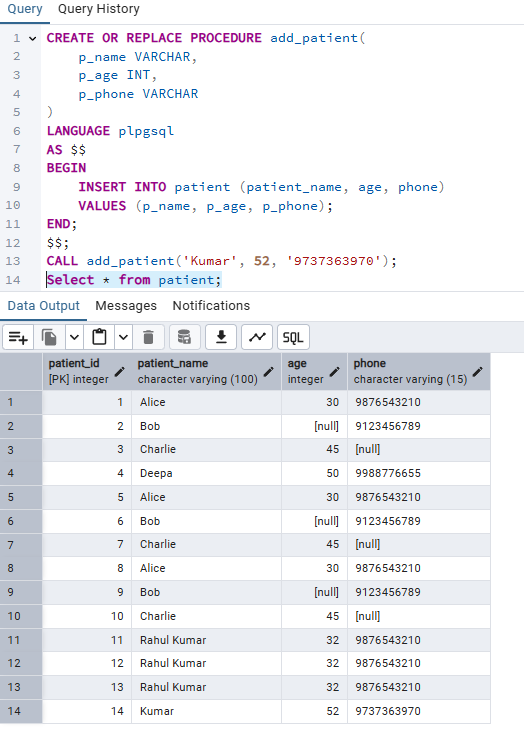 Query Query History
1 CREATE OR REPLACE PROCEDURE add_patient(
2 p_name VARCHAR,
3 p_age INT,
4 p_phone VARCHAR
5 )
6 LANGUAGE plpgsql
7 AS $$
8 BEGIN
9 INSERT INTO patient (patient_name, age, phone)
10 VALUES (p_name, p_age, p_phone);
11 END;
12 $$;
13 CALL add_patient('Kumar', 52, '9737363970');
14 Select * from patient;
Data Output Messages Notifications
SQL
patient_id patient_name age phone
[PK] integer character varying (100) integer character varying (15)
1 1 Alice 30 9876543210
2 2 Bob [null] 9123456789
3 3 Charlie 45 [null]
4 4 Deepa 50 9988776655
5 5 Alice 30 9876543210
6 6 Bob [null] 9123456789
7 7 Charlie 45 [null]
8 8 Alice 30 9876543210
9 9 Bob [null] 9123456789
10 10 Charlie 45 [null]
11 11 Rahul Kumar 32 9876543210
12 12 Rahul Kumar 32 9876543210
13 13 Rahul Kumar 32 9876543210
14 14 Kumar 52 9737363970